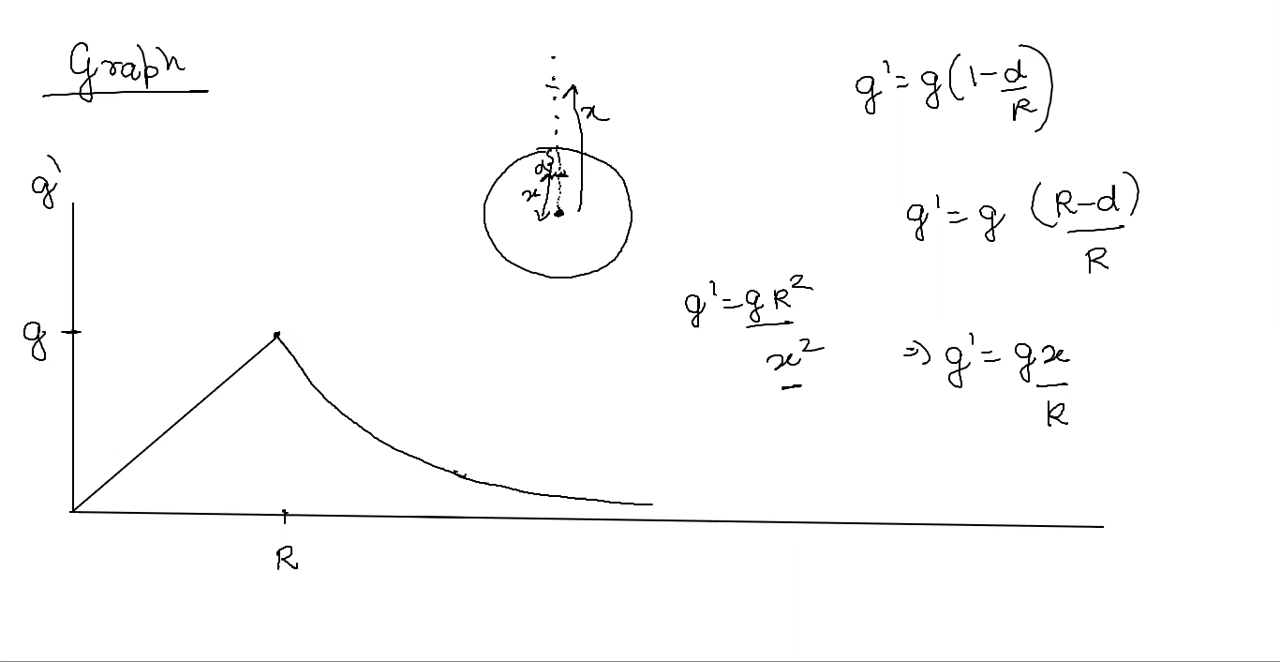 Graph
g'
g
R
x
d
x
g' = g(1 - d/R)
g' = g (R-d)/R
g' = gR²/x²
⇒ g' = gx/R